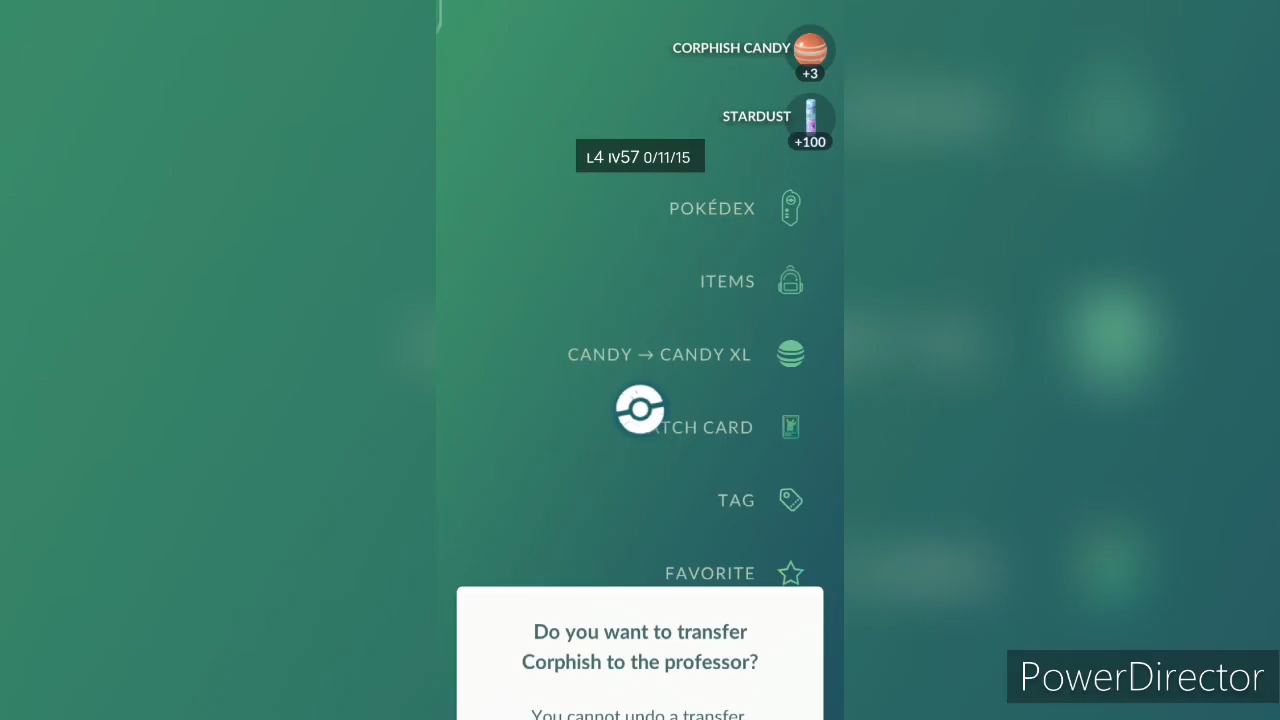 CORPHISH CANDY
+3
STARDUST
+100
L4 IV57 0/11/15
POKÉDEX
ITEMS
CANDY → CANDY XL
ATCH CARD
TAG
FAVORITE
Do you want to transfer
Corphish to the professor?
You cannot undo a transfer.
PowerDirector